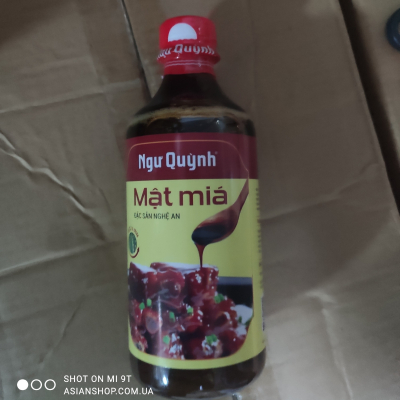 Ngư Quỳnh
Ngư Quỳnh
Mật miá
ĐẶC SẢN NGHỆ AN
SHOT ON MI 9T
ASIANSHOP.COM.UA